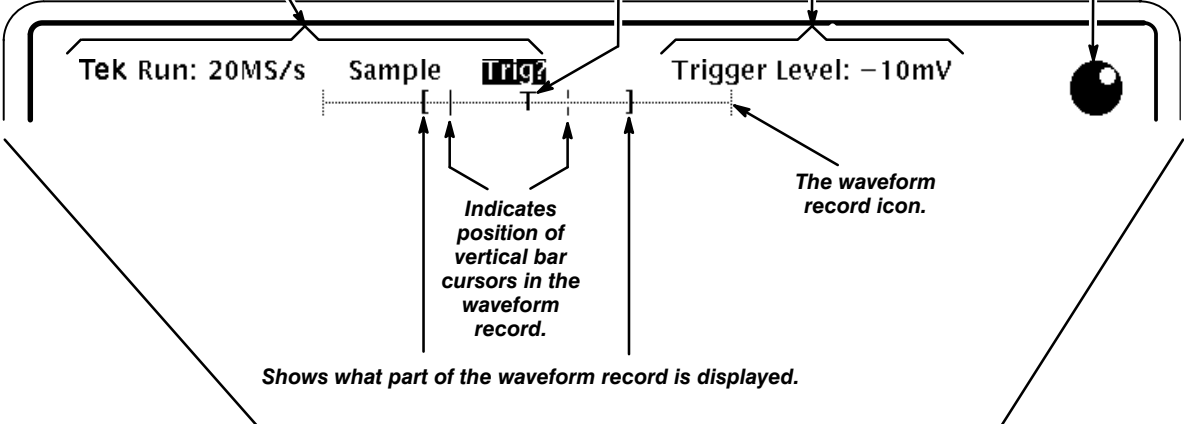 Tek Run: 20MS/s Sample Trig? Trigger Level: −10mV
[ T ]
The waveform
record icon.
Indicates
position of
vertical bar
cursors in the
waveform
record.
Shows what part of the waveform record is displayed.